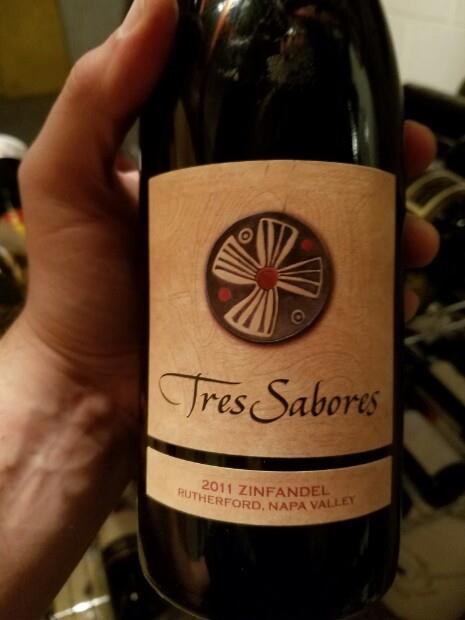 Tres Sabores
2011 ZINFANDEL
RUTHERFORD, NAPA VALLEY